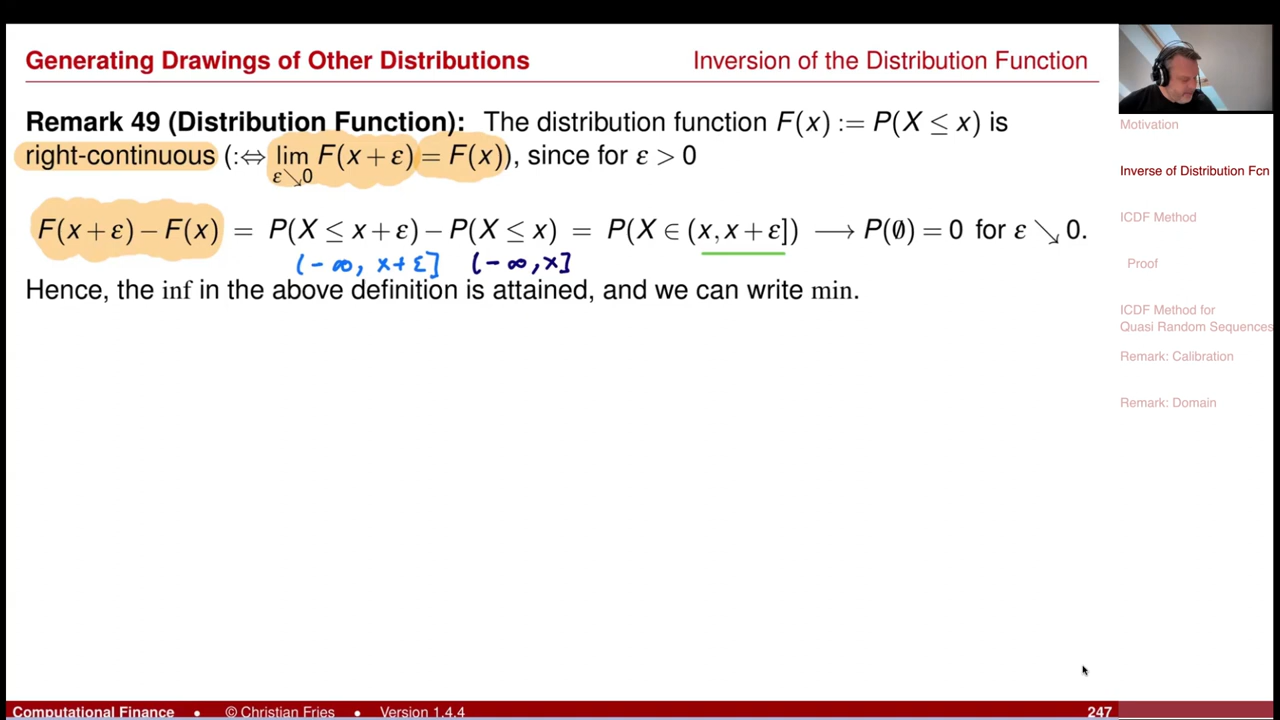 Generating Drawings of Other Distributions Inversion of the Distribution Function
Remark 49 (Distribution Function): The distribution function F(x) := P(X ≤ x) is
right-continuous (:⇔ lim F(x+ε) = F(x)), since for ε > 0
ε↘0
F(x+ε) − F(x) = P(X ≤ x+ε) − P(X ≤ x) = P(X ∈ (x, x+ε]) ⟶ P(∅) = 0 for ε ↘ 0.
(−∞, x+ε] (−∞, x]
Hence, the inf in the above definition is attained, and we can write min.
Motivation
Inverse of Distribution Fcn
ICDF Method
Proof
ICDF Method for
Quasi Random Sequences
Remark: Calibration
Remark: Domain
Computational Finance • © Christian Fries • Version 1.4.4 247